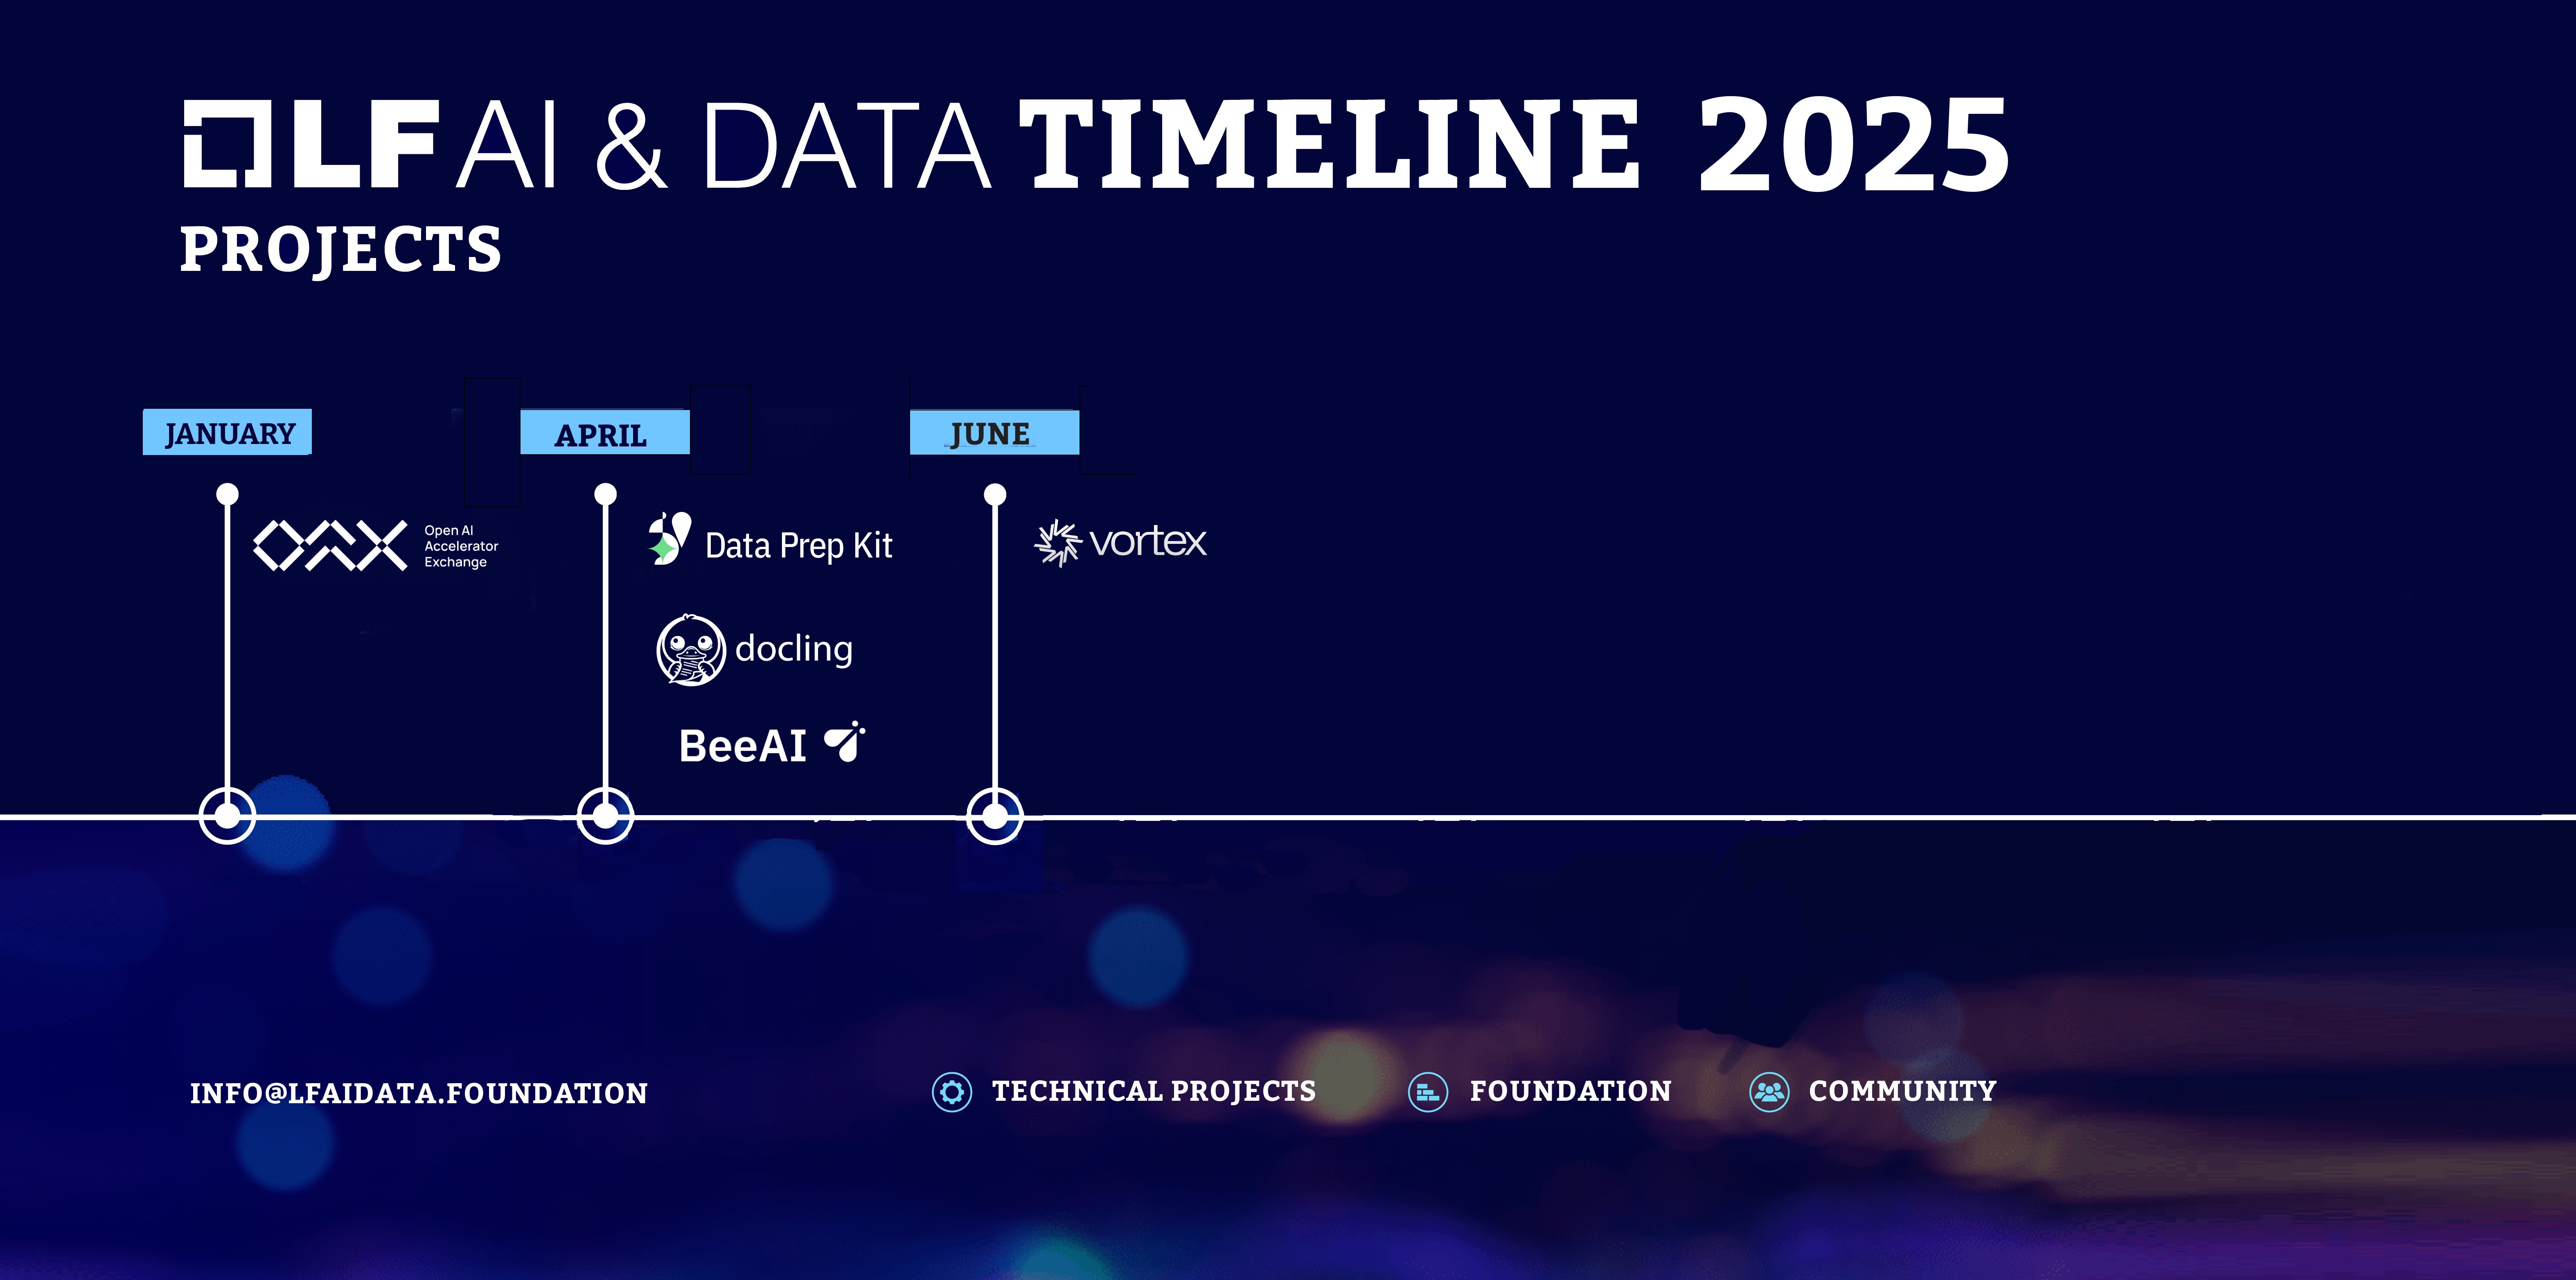 LF AI & DATA TIMELINE 2025
PROJECTS
JANUARY
APRIL
JUNE
OAX
Open AI
Accelerator
Exchange
Data Prep Kit
vortex
docling
BeeAI
INFO@LFAIDATA.FOUNDATION
TECHNICAL PROJECTS
FOUNDATION
COMMUNITY